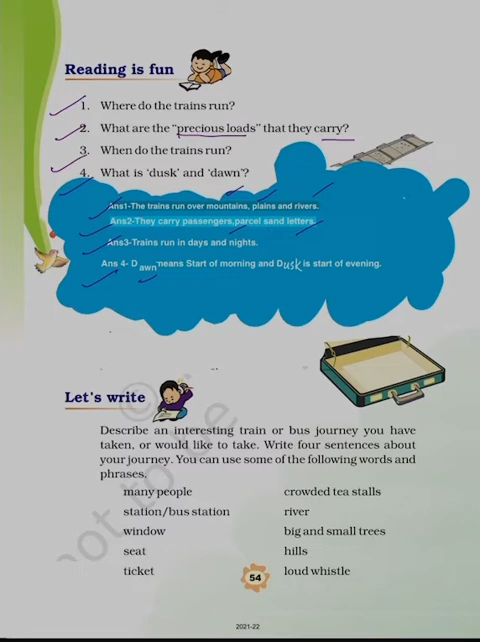 Reading is fun
1. Where do the trains run?
2. What are the "precious loads" that they carry?
3. When do the trains run?
4. What is 'dusk' and 'dawn'?
Ans1-The trains run over mountains, plains and rivers.
Ans2-They carry passengers,parcel sand letters.
Ans3-Trains run in days and nights.
Ans 4- Dawn means Start of morning and Dusk is start of evening.
Let's write
Describe an interesting train or bus journey you have
taken, or would like to take. Write four sentences about
your journey. You can use some of the following words and
phrases.
many people crowded tea stalls
station/bus station river
window big and small trees
seat hills
ticket loud whistle
54
2021-22
not to be